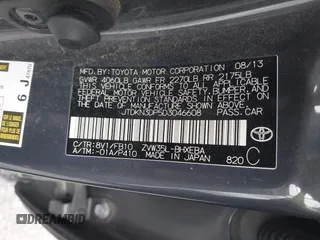 MFD.BY:TOYOTA MOTOR CORPORATION 08/13
GVWR 4060LB GAWR FR 2270LB RR 2175LB
THIS VEHICLE CONFORMS TO ALL APPLICABLE
FEDERAL MOTOR VEHICLE SAFETY, BUMPER, AND
THEFT PREVENTION STANDARDS IN EFFECT ON
THE DATE OF MANUFACTURE SHOWN ABOVE.
PASS.CAR
C/TR:8V1/FB10 ZVW35L-BHXEBA
A/TM:-01A/P410 MADE IN JAPAN
820 C
TOYOTA
6 J